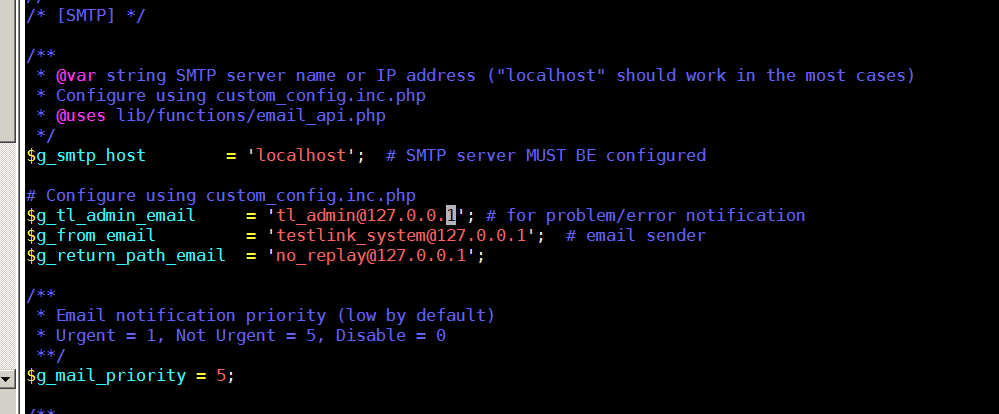 /* [SMTP] */
/**
* @var string SMTP server name or IP address ("localhost" should work in the most cases)
* Configure using custom_config.inc.php
* @uses lib/functions/email_api.php
*/
$g_smtp_host = 'localhost'; # SMTP server MUST BE configured
# Configure using custom_config.inc.php
$g_tl_admin_email = 'tl_admin@127.0.0.1'; # for problem/error notification
$g_from_email = 'testlink_system@127.0.0.1'; # email sender
$g_return_path_email = 'no_replay@127.0.0.1';
/**
* Email notification priority (low by default)
* Urgent = 1, Not Urgent = 5, Disable = 0
**/
$g_mail_priority = 5;
/**